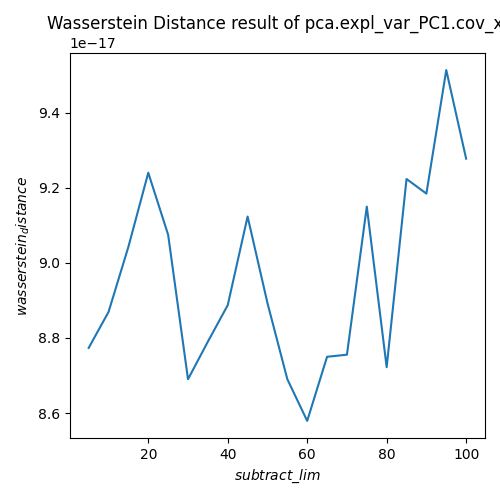 Wasserstein Distance result of pca.expl_var_PC1.cov_x
1e−17
9.4
9.2
9.0
8.8
8.6
wasserstein_distance
20
40
60
80
100
subtract_lim